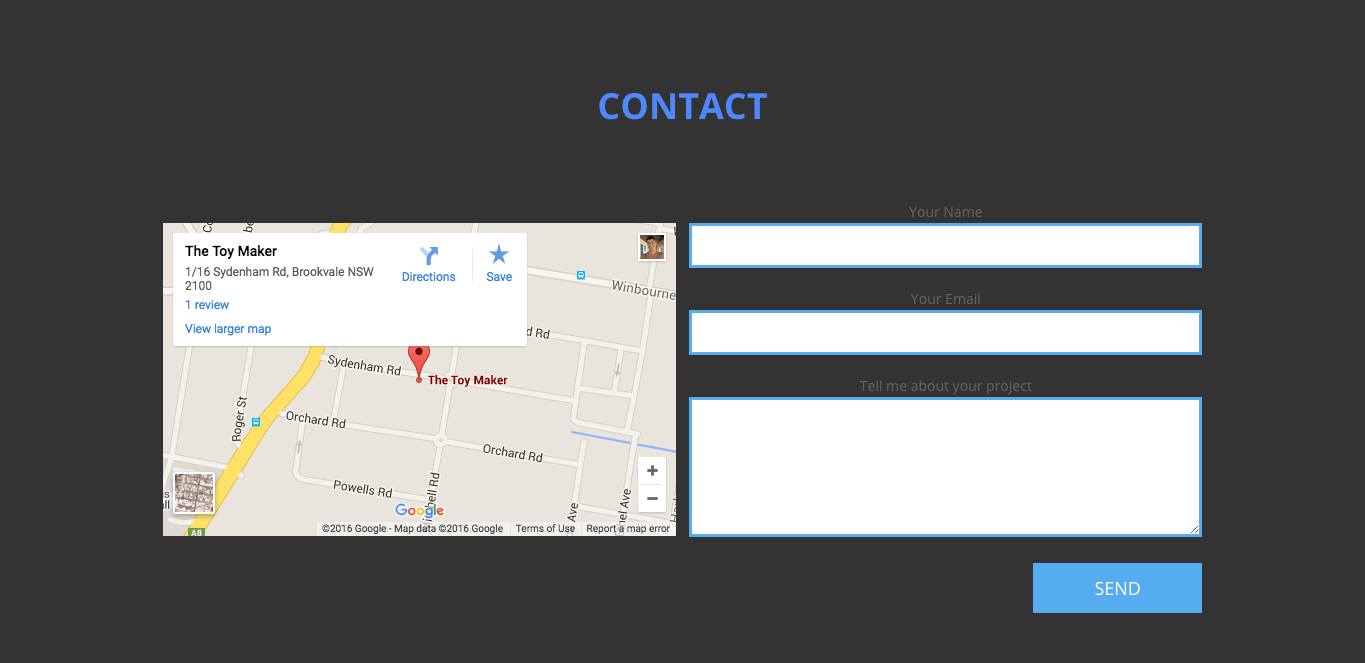 CONTACT
The Toy Maker
1/16 Sydenham Rd, Brookvale NSW
2100
1 review
View larger map
Directions
Save
Winbourne
d Rd
Sydenham Rd
The Toy Maker
Roger St
Orchard Rd
Orchard Rd
Powells Rd
bell Rd
Ave
el Ave
A8
Google
©2016 Google - Map data ©2016 Google
Terms of Use
Report a map error
Your Name
Your Email
Tell me about your project
SEND